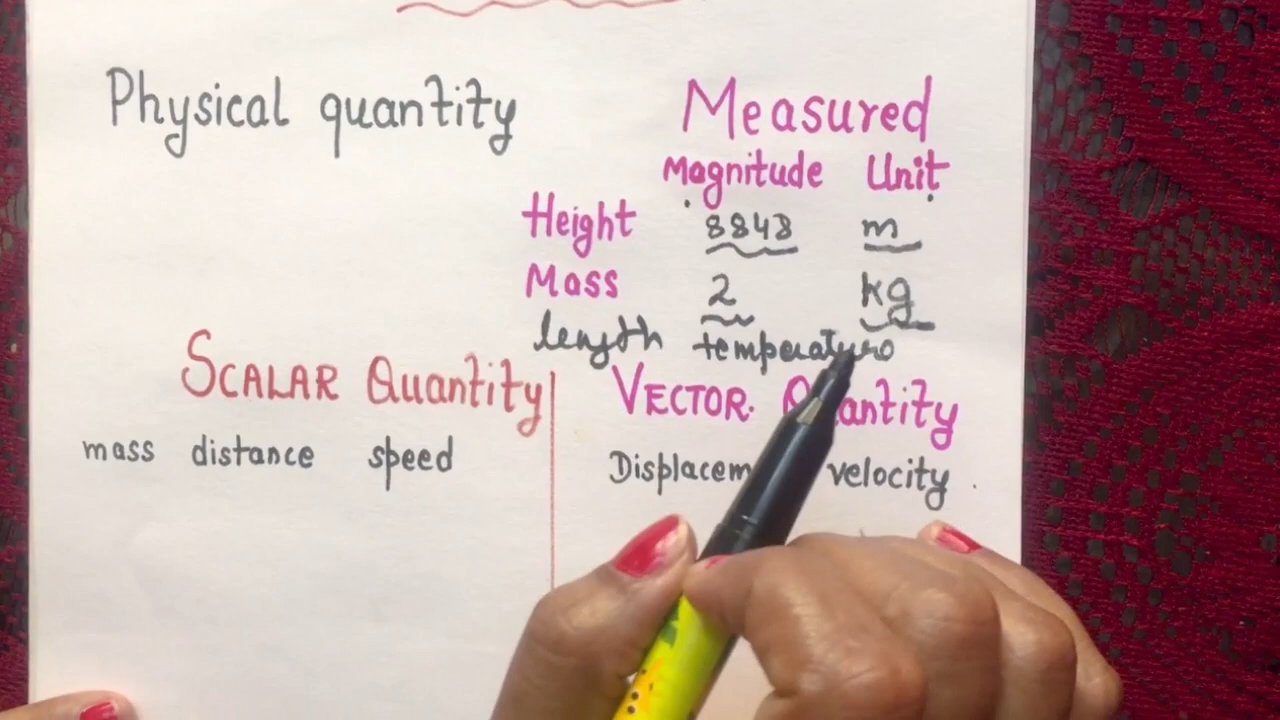 Physical quantity
Measured
Magnitude Unit
Height 8848 m
Mass 2 kg
length temperature
SCALAR Quantity
VECTOR
mass distance speed
velocity